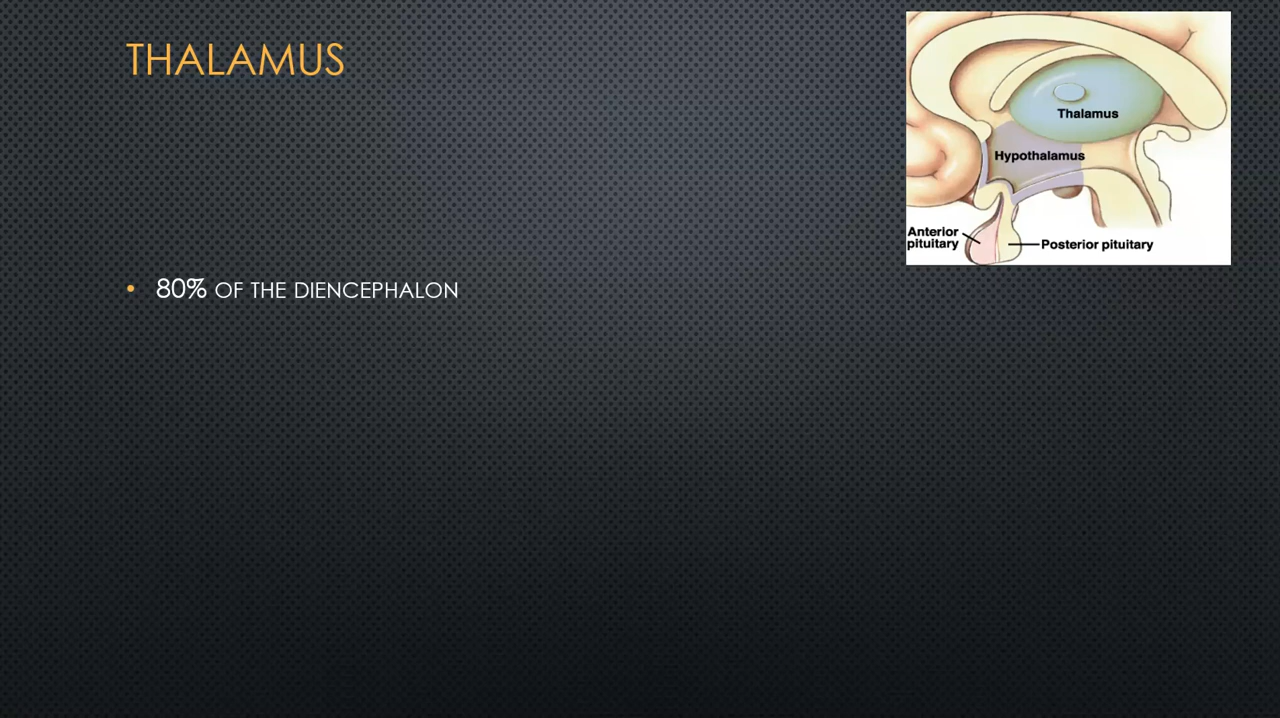 THALAMUS
Thalamus
Hypothalamus
Anterior
pituitary
Posterior pituitary
• 80% OF THE DIENCEPHALON